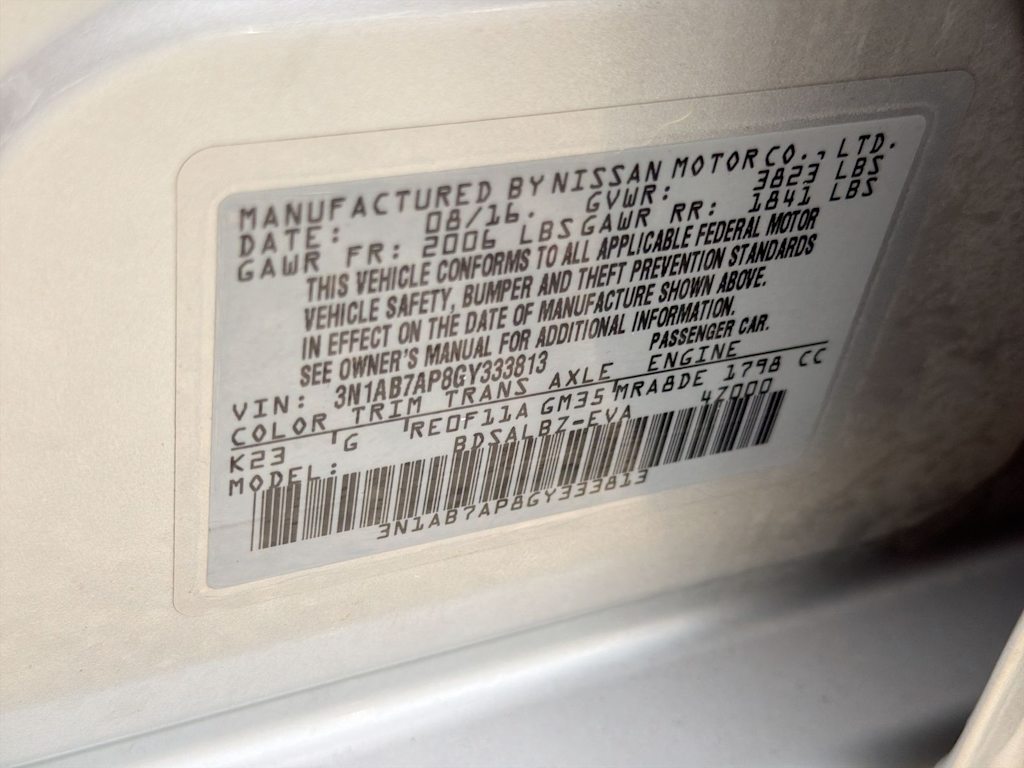 MANUFACTURED BY NISSAN MOTOR CO., LTD.
DATE: 08/16. GVWR: 3823 LBS
GAWR FR: 2006 LBS GAWR RR: 1841 LBS
THIS VEHICLE CONFORMS TO ALL APPLICABLE FEDERAL MOTOR
VEHICLE SAFETY, BUMPER AND THEFT PREVENTION STANDARDS
IN EFFECT ON THE DATE OF MANUFACTURE SHOWN ABOVE.
SEE OWNER'S MANUAL FOR ADDITIONAL INFORMATION.
VIN: 3N1AB7AP8GY333813 PASSENGER CAR.
COLOR TRIM TRANS AXLE ENGINE
K23 G RE0F11A GM35 MRA8DE 1798 CC
MODEL: BDSALBZ-EVA 47000
3N1AB7AP8GY333813